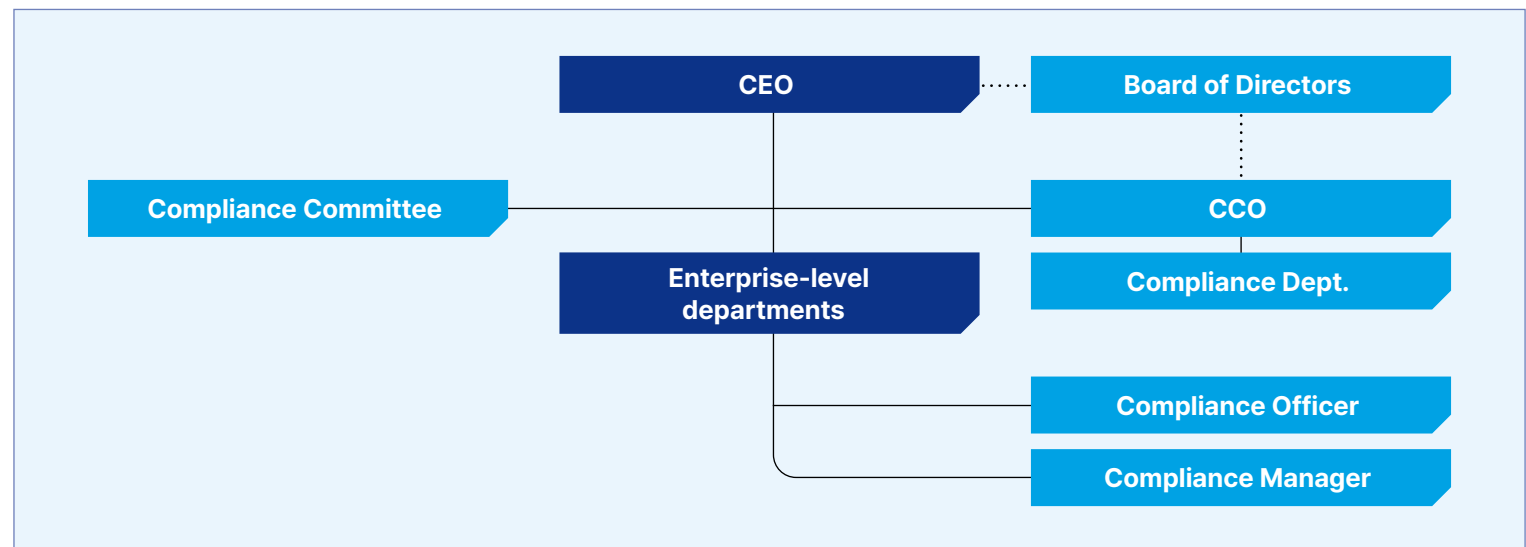 CEO
Board of Directors
Compliance Committee
CCO
Enterprise-level
departments
Compliance Dept.
Compliance Officer
Compliance Manager